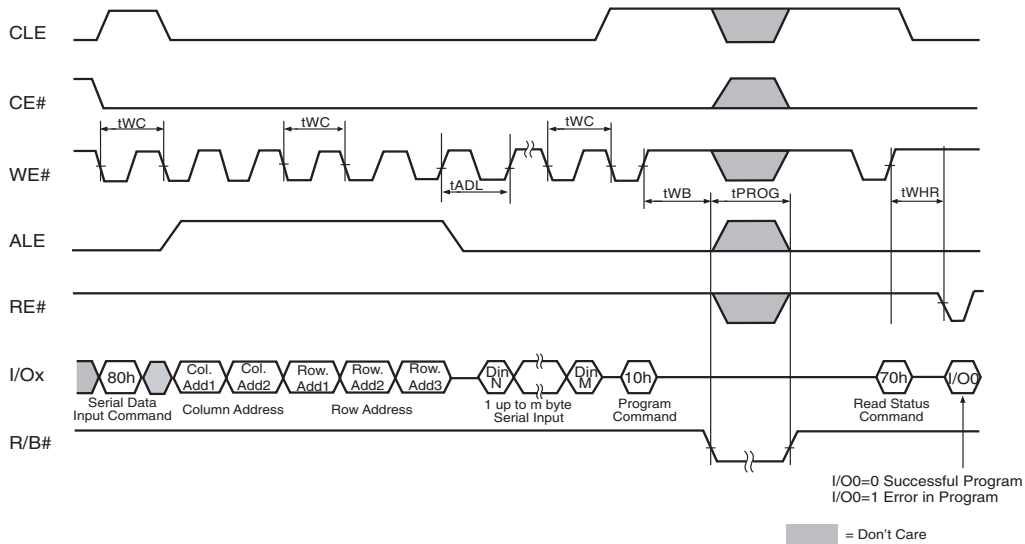 CLE
CE#
tWC
tWC
tWC
WE#
tADL
tWB
tPROG
tWHR
ALE
RE#
I/Ox
80h
Col.
Add1
Col.
Add2
Row.
Add1
Row.
Add2
Row.
Add3
Din
N
Din
M
10h
70h
I/O0
Serial Data
Input Command
Column Address
Row Address
1 up to m byte
Serial Input
Program
Command
Read Status
Command
R/B#
I/O0=0 Successful Program
I/O0=1 Error in Program
= Don't Care